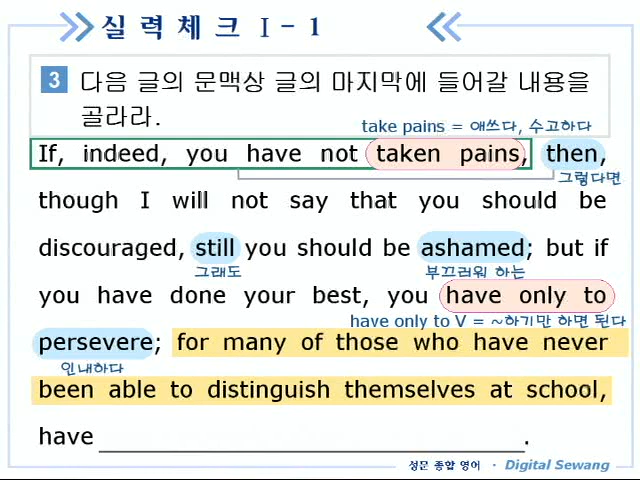 실력체크 I - 1
3 다음 글의 문맥상 글의 마지막에 들어갈 내용을
골라라.
take pains = 애쓰다, 수고하다
If, indeed, you have not taken pains, then,
그렇다면
though I will not say that you should be
discouraged, still you should be ashamed; but if
그래도 부끄러워 하는
you have done your best, you have only to
have only to V = ~하기만 하면 된다
persevere; for many of those who have never
인내하다
been able to distinguish themselves at school,
have .
성문 종합 영어 · Digital Sewang